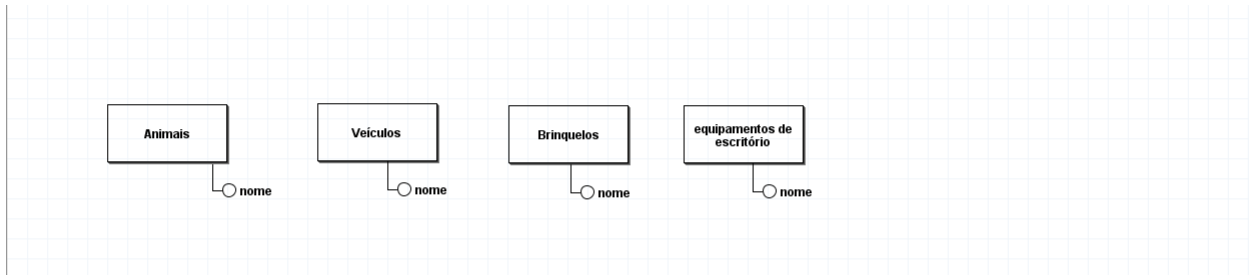 Animais
Veículos
Brinquelos
equipamentos de
escritório
nome
nome
nome
nome